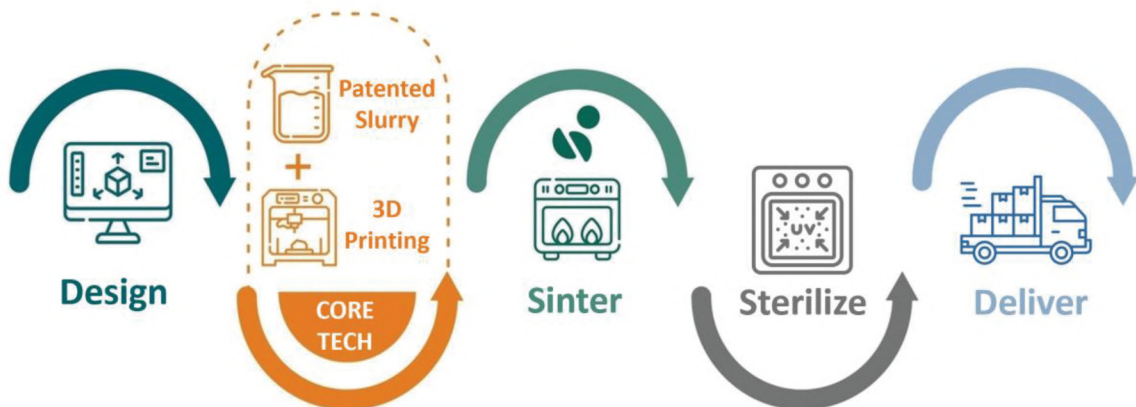 Design
Patented
Slurry
+
3D
Printing
CORE
TECH
Sinter
UV
Sterilize
Deliver